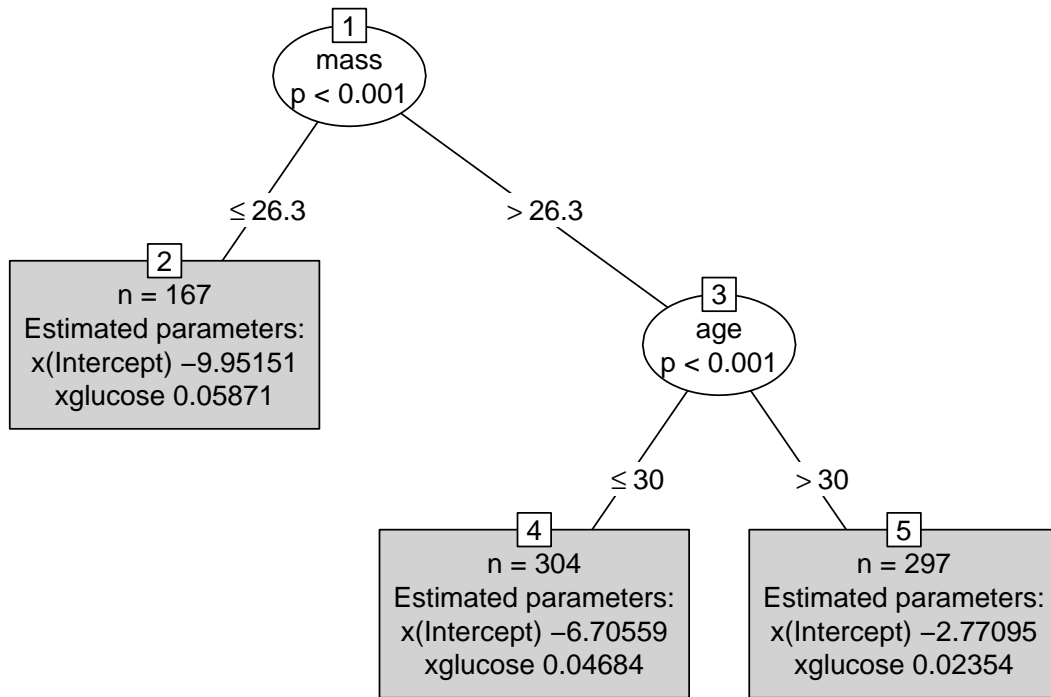 1
mass
p < 0.001
≤ 26.3
> 26.3
2
n = 167
Estimated parameters:
x(Intercept) −9.95151
xglucose 0.05871
3
age
p < 0.001
≤ 30
> 30
4
n = 304
Estimated parameters:
x(Intercept) −6.70559
xglucose 0.04684
5
n = 297
Estimated parameters:
x(Intercept) −2.77095
xglucose 0.02354